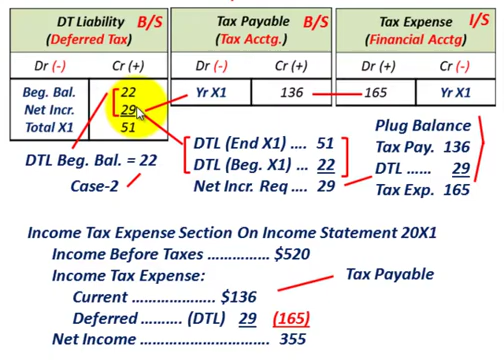 DT Liability B/S
(Deferred Tax)
Dr (-) Cr (+)
Beg. Bal. 22
Net Incr. 29
Total X1 51
Tax Payable B/S
(Tax Acctg.)
Dr (-) Cr (+)
Yr X1 136
Tax Expense I/S
(Financial Acctg)
Dr (+) Cr (-)
165 Yr X1
DTL Beg. Bal. = 22
Case-2
DTL (End X1) .... 51
DTL (Beg. X1) ... 22
Net Incr. Req .... 29
Plug Balance
Tax Pay. 136
DTL ...... 29
Tax Exp. 165
Income Tax Expense Section On Income Statement 20X1
Income Before Taxes ............... $520
Income Tax Expense:
Current ..................... $136
Tax Payable
Deferred .......... (DTL) 29 (165)
Net Income ................................ 355